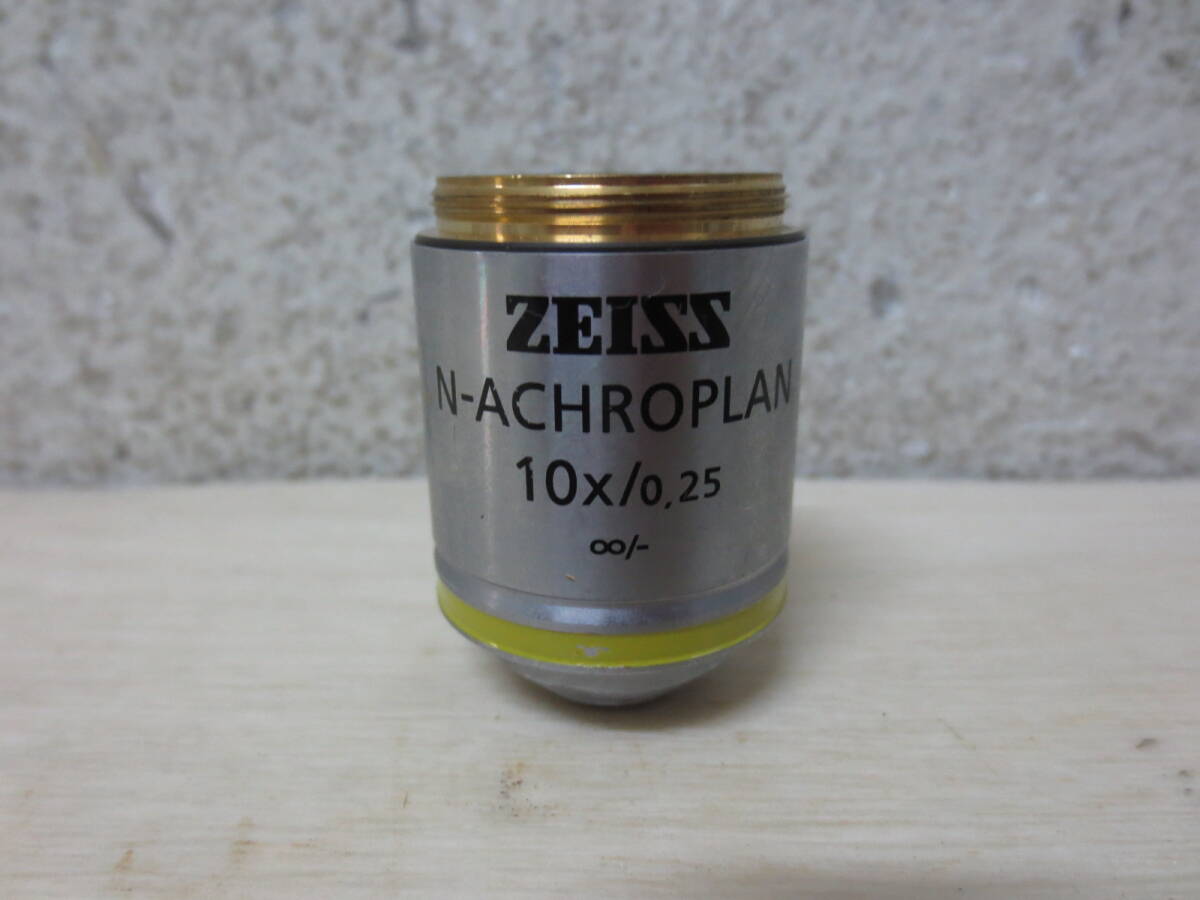 ZEISS
N-ACHROPLAN
10x/0,25
∞/-